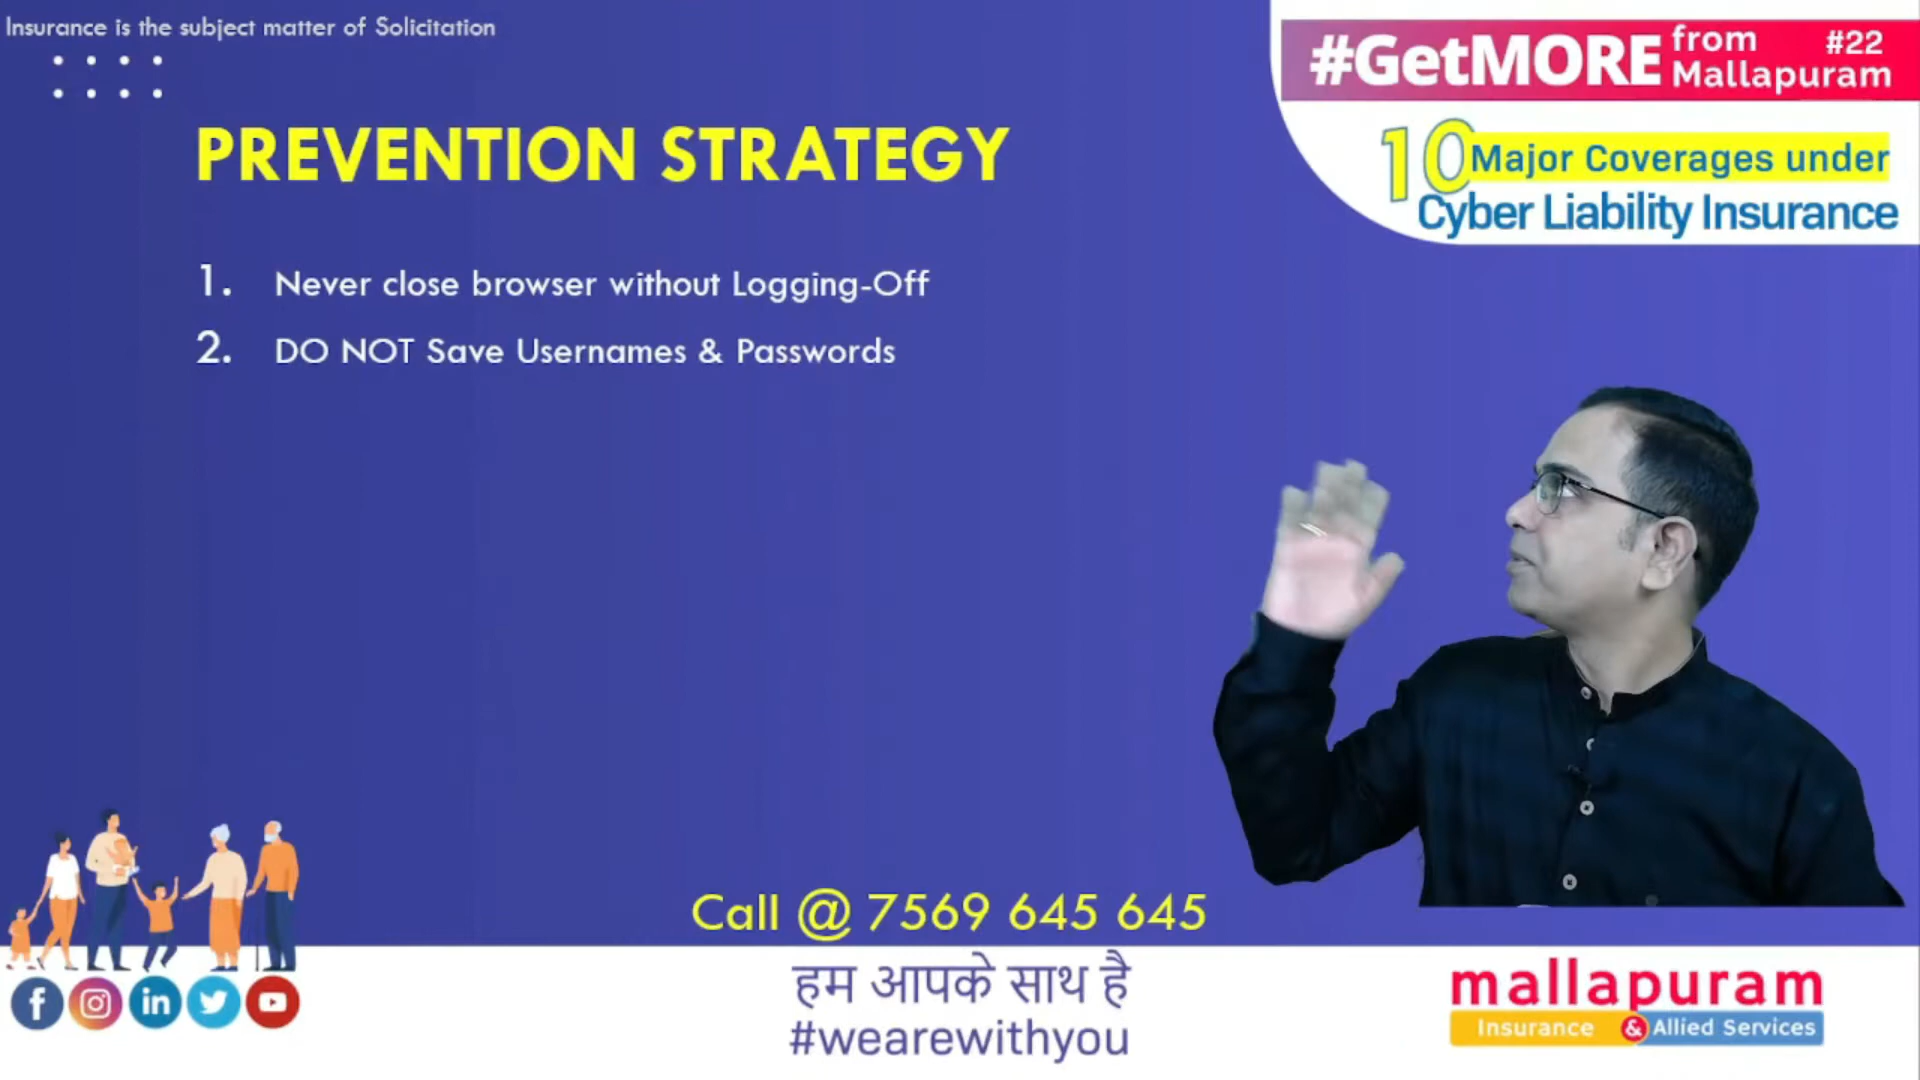 Insurance is the subject matter of Solicitation
#GetMORE from Mallapuram #22
10 Major Coverages under
Cyber Liability Insurance
PREVENTION STRATEGY
1. Never close browser without Logging-Off
2. DO NOT Save Usernames & Passwords
Call @ 7569 645 645
हम आपके साथ है
#wearewithyou
mallapuram
Insurance & Allied Services